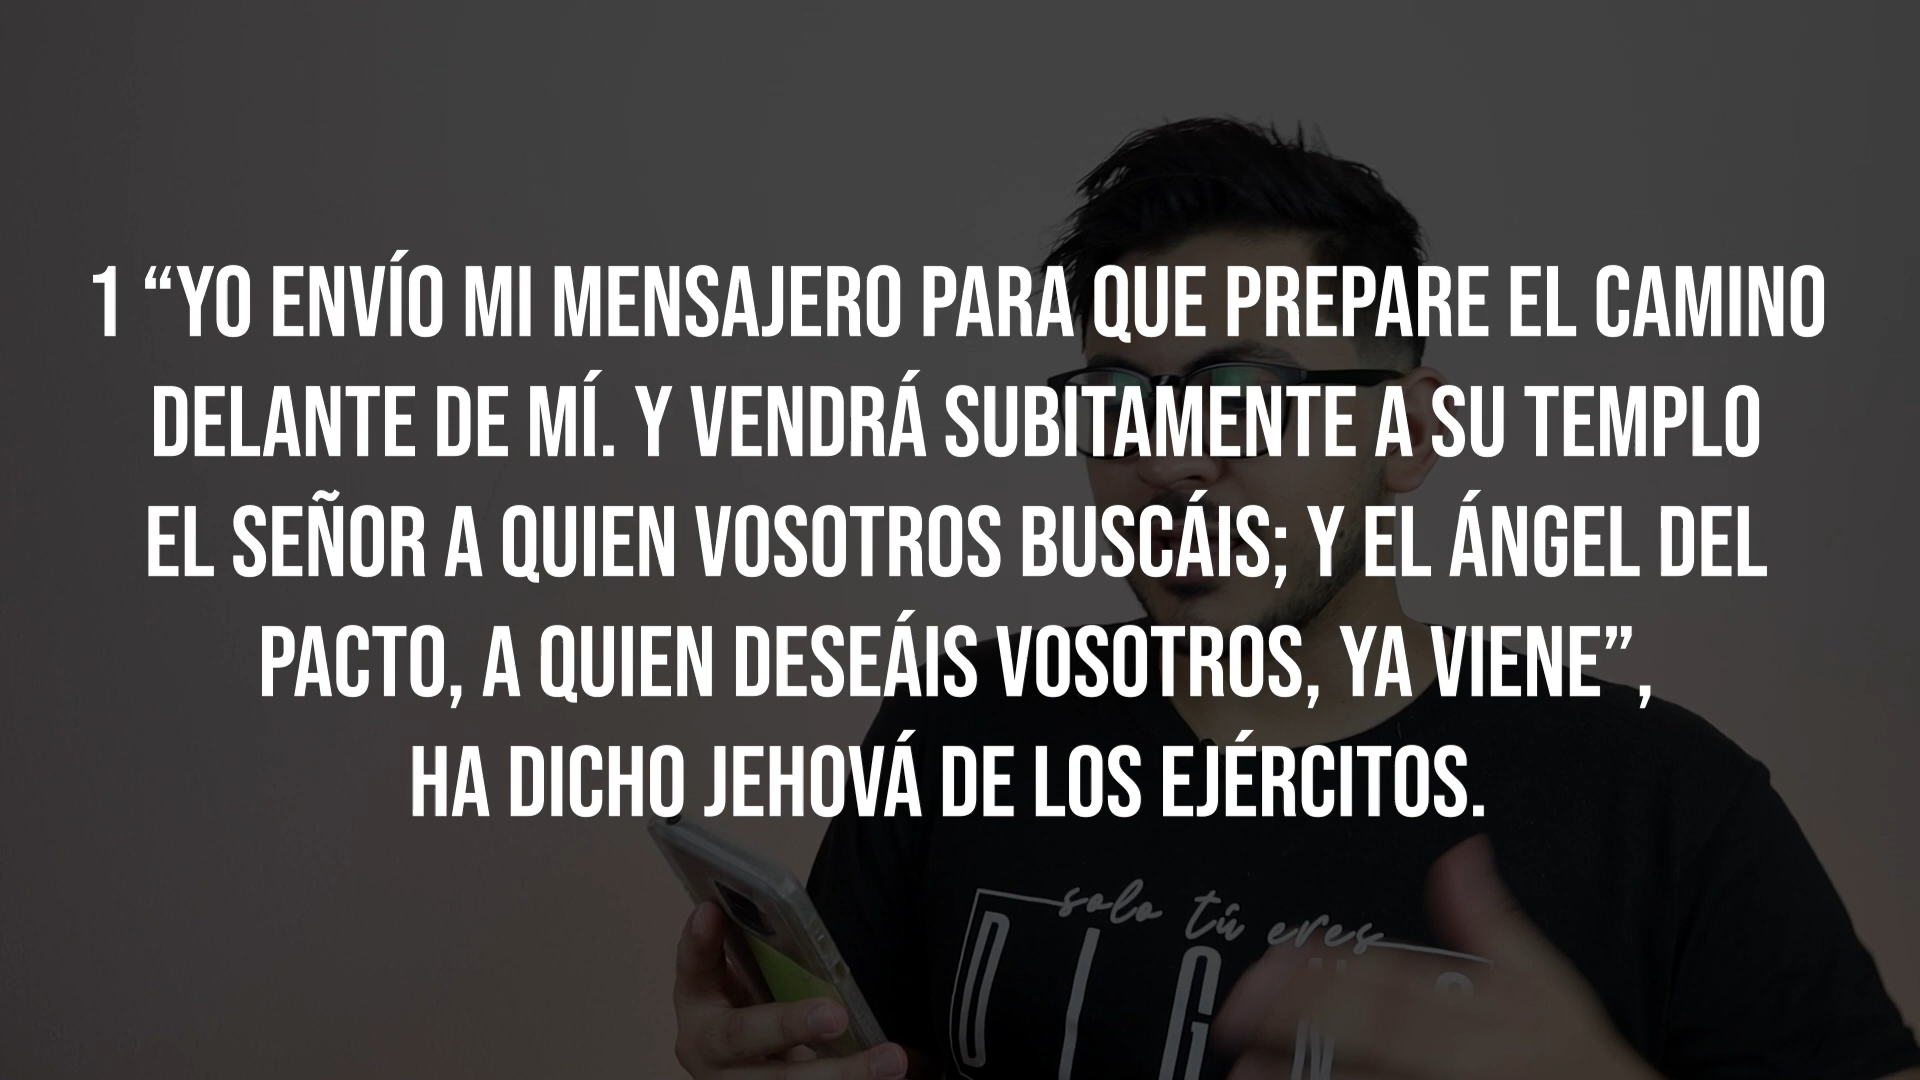 1 “YO ENVÍO MI MENSAJERO PARA QUE PREPARE EL CAMINO
DELANTE DE MÍ. Y VENDRÁ SUBITAMENTE A SU TEMPLO
EL SEÑOR A QUIEN VOSOTROS BUSCÁIS; Y EL ÁNGEL DEL
PACTO, A QUIEN DESEÁIS VOSOTROS, YA VIENE”,
HA DICHO JEHOVÁ DE LOS EJÉRCITOS.
solo tú eres